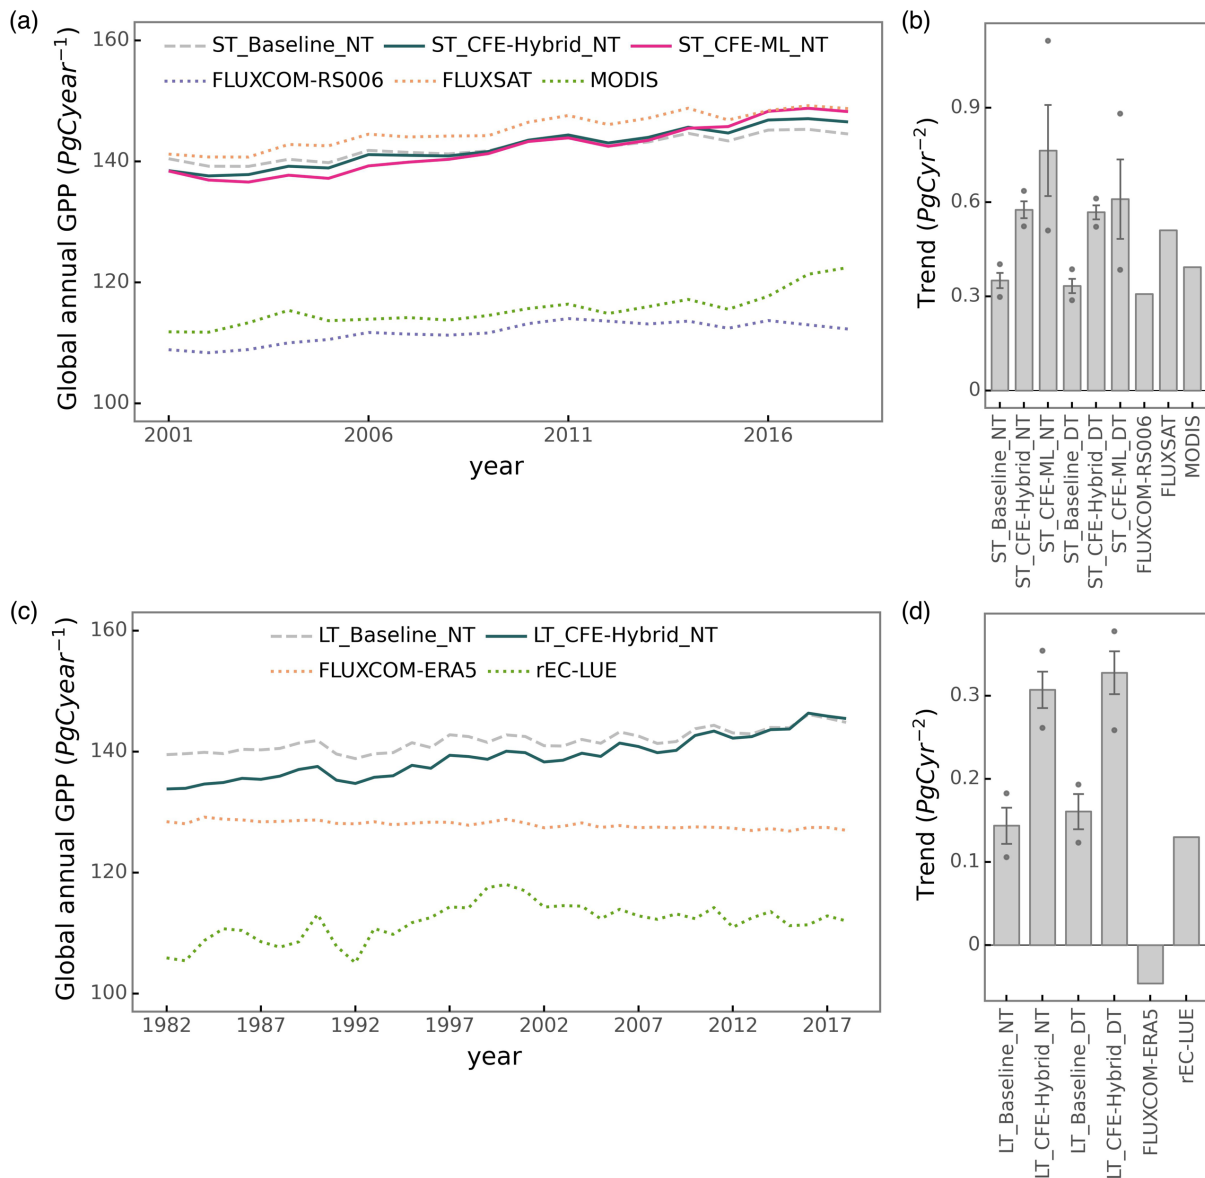 (a)
160
140
120
100
Global annual GPP (PgCyear−1)
ST_Baseline_NT ST_CFE-Hybrid_NT ST_CFE-ML_NT
FLUXCOM-RS006 FLUXSAT MODIS
2001 2006 2011 2016
year
(b)
0.9
0.6
0.3
0
Trend (PgCyr−2)
ST_Baseline_NT
ST_CFE-Hybrid_NT
ST_CFE-ML_NT
ST_Baseline_DT
ST_CFE-Hybrid_DT
ST_CFE-ML_DT
FLUXCOM-RS006
FLUXSAT
MODIS
(c)
160
140
120
100
Global annual GPP (PgCyear−1)
LT_Baseline_NT LT_CFE-Hybrid_NT
FLUXCOM-ERA5 rEC-LUE
1982 1987 1992 1997 2002 2007 2012 2017
year
(d)
0.3
0.2
0.1
0
Trend (PgCyr−2)
LT_Baseline_NT
LT_CFE-Hybrid_NT
LT_Baseline_DT
LT_CFE-Hybrid_DT
FLUXCOM-ERA5
rEC-LUE